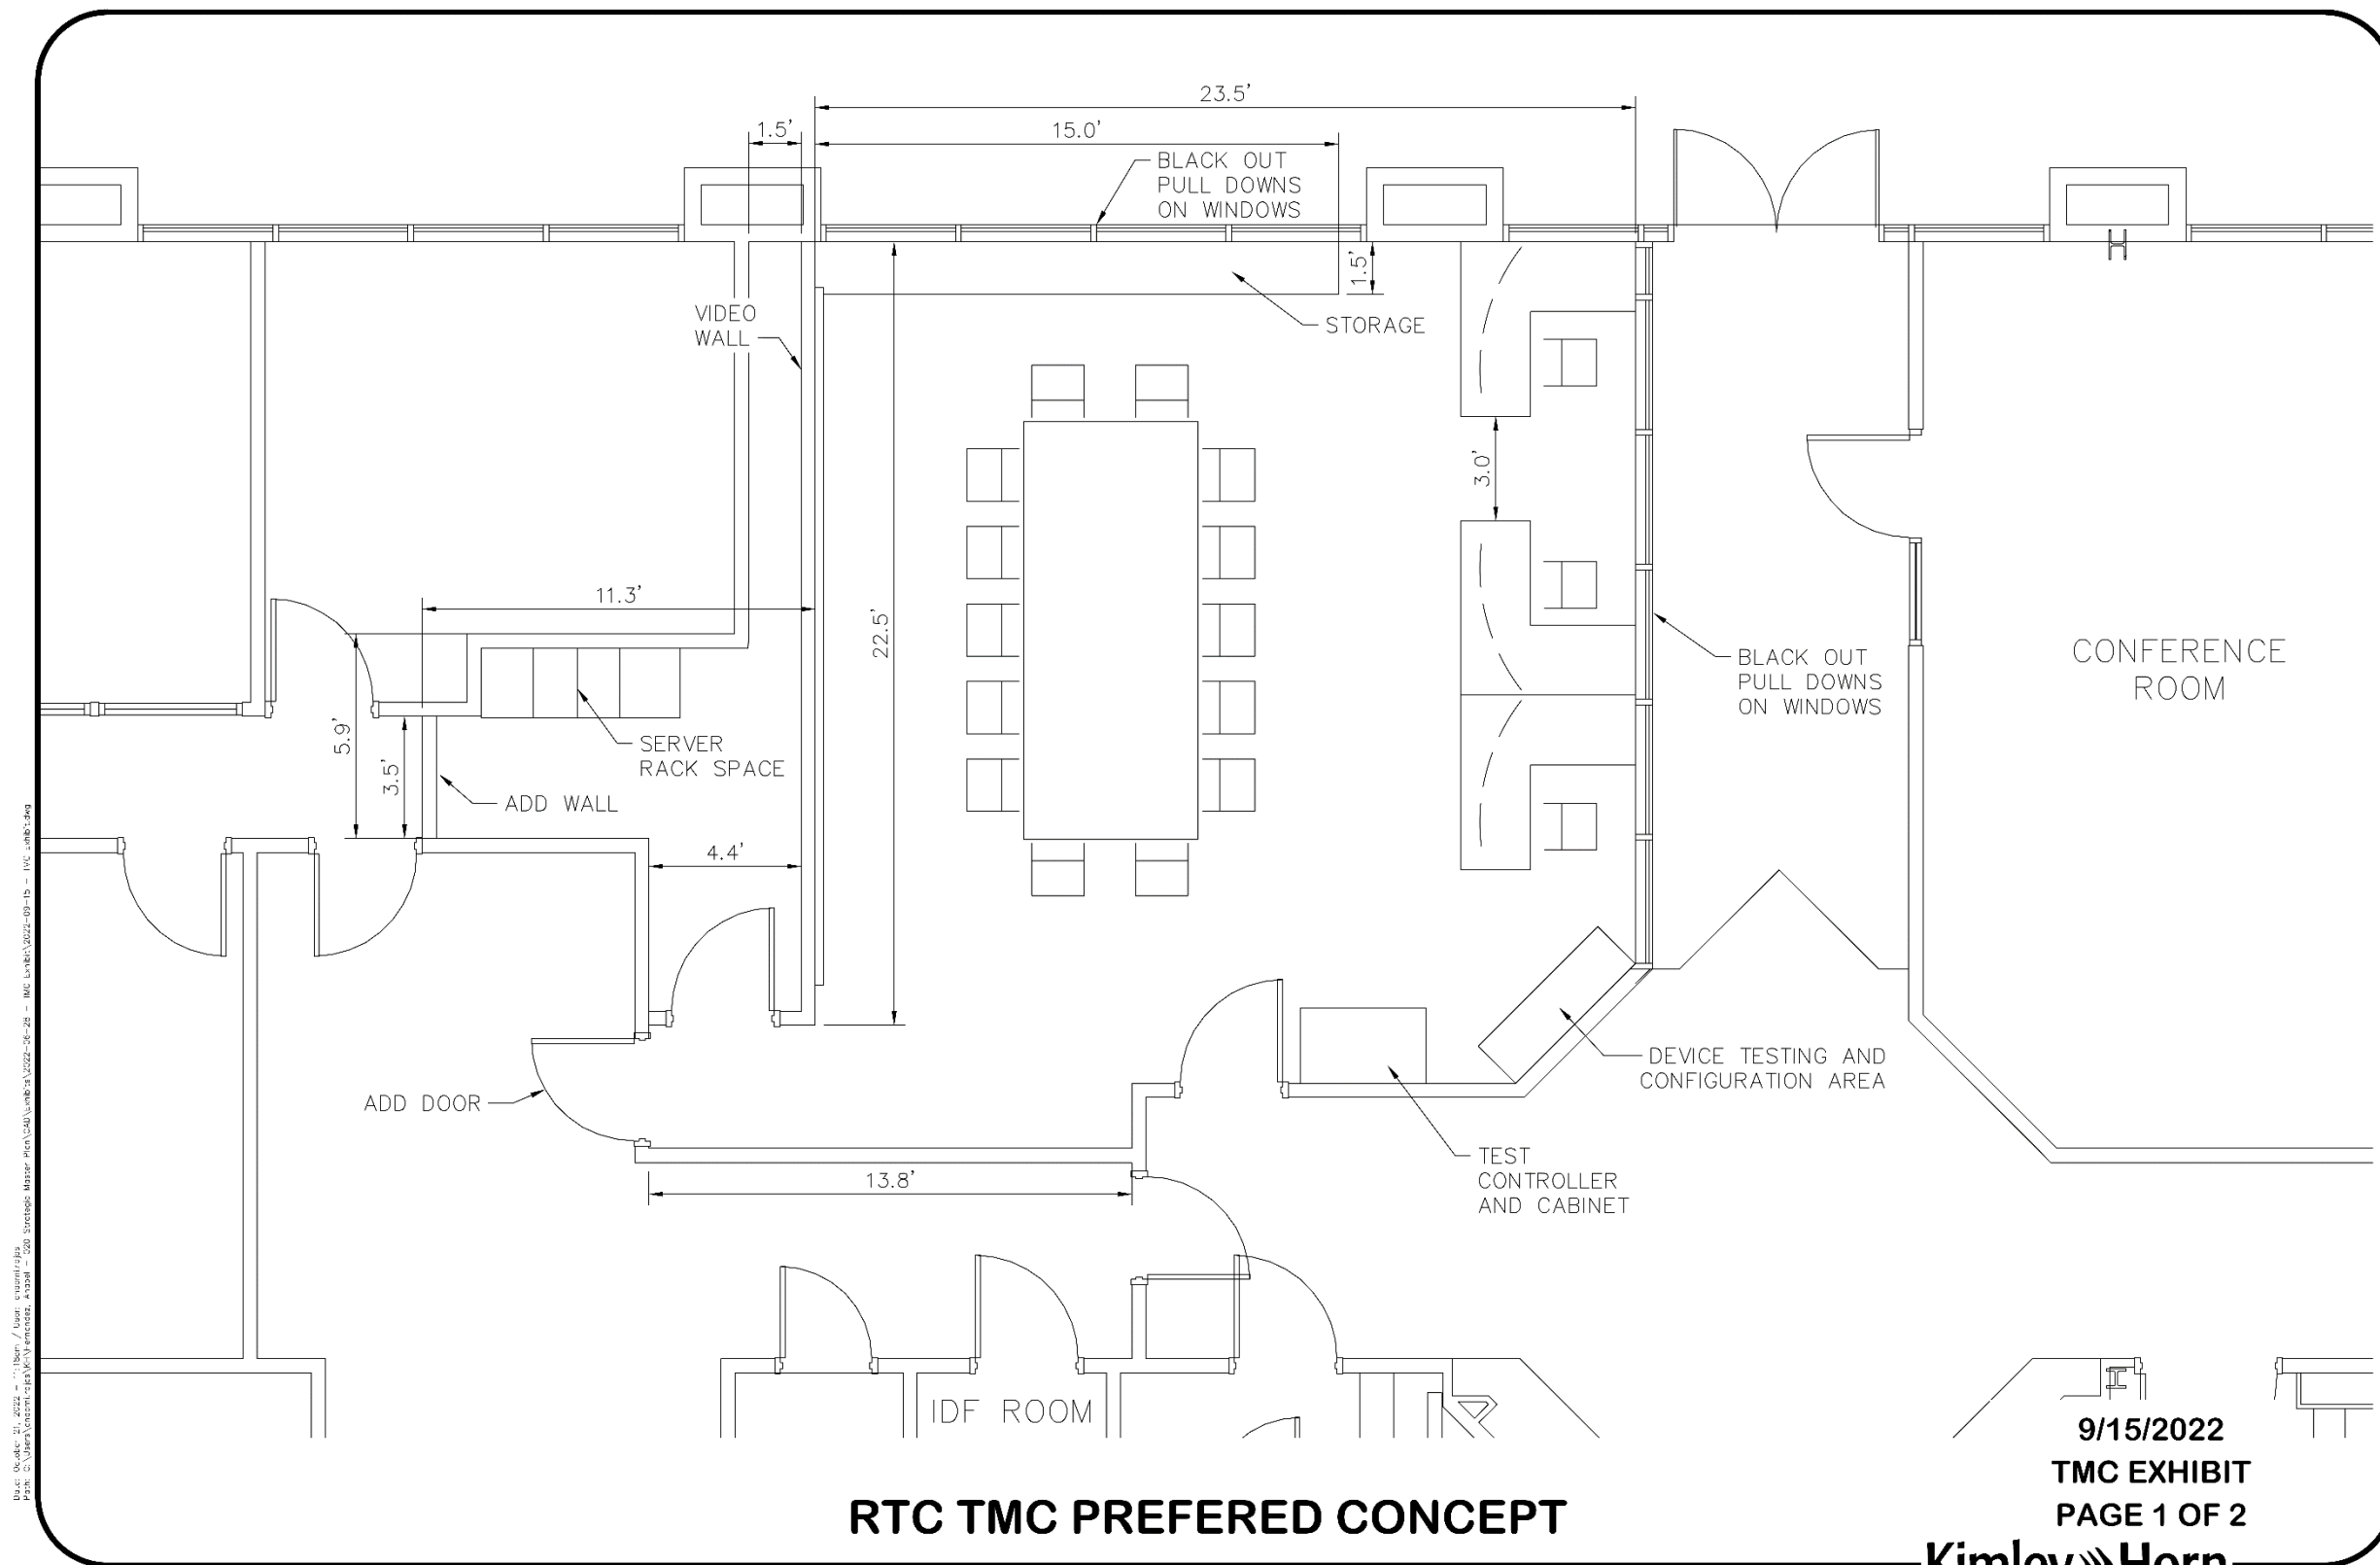 23.5'
1.5'
15.0'
BLACK OUT
PULL DOWNS
ON WINDOWS
1.5'
VIDEO
WALL
STORAGE
3.0'
11.3'
22.5'
BLACK OUT
PULL DOWNS
ON WINDOWS
CONFERENCE
ROOM
5.9'
3.5'
SERVER
RACK SPACE
ADD WALL
4.4'
ADD DOOR
DEVICE TESTING AND
CONFIGURATION AREA
TEST
CONTROLLER
AND CABINET
13.8'
IDF ROOM
9/15/2022
TMC EXHIBIT
PAGE 1 OF 2
RTC TMC PREFERED CONCEPT
Kimley Horn